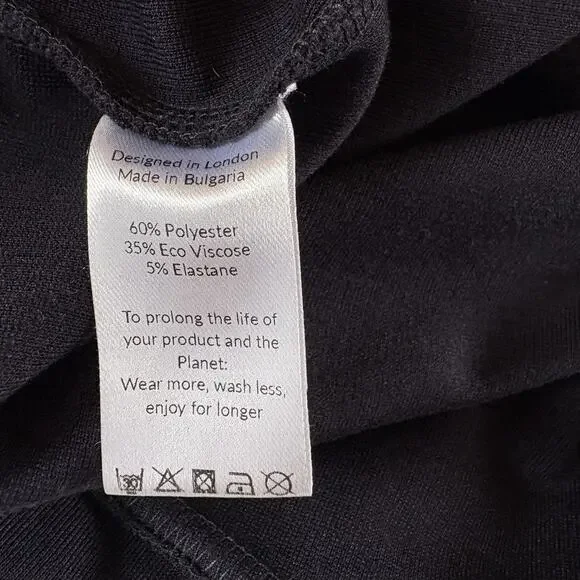 Designed in London
Made in Bulgaria
60% Polyester
35% Eco Viscose
5% Elastane
To prolong the life of
your product and the
Planet:
Wear more, wash less,
enjoy for longer
30